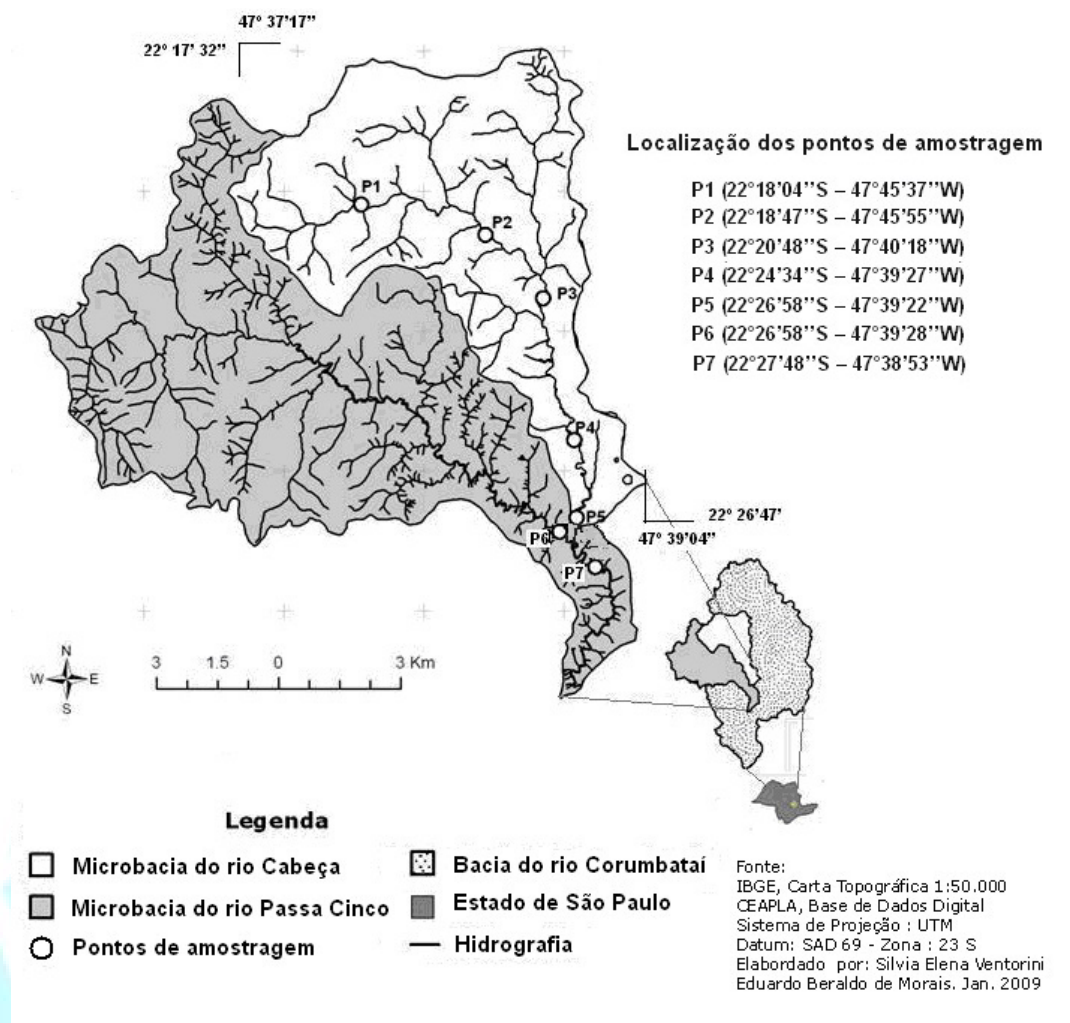 47° 37'17"
22° 17' 32"
Localização dos pontos de amostragem
P1 (22°18'04''S – 47°45'37''W)
P2 (22°18'47''S – 47°45'55''W)
P3 (22°20'48''S – 47°40'18''W)
P4 (22°24'34''S – 47°39'27''W)
P5 (22°26'58''S – 47°39'22''W)
P6 (22°26'58''S – 47°39'28''W)
P7 (22°27'48''S – 47°38'53''W)
P1
P2
P3
P4
P5
P6
P7
22° 26'47'
47° 39'04"
N
W E
S
3 1.5 0 3 Km
Legenda
Microbacia do rio Cabeça
Microbacia do rio Passa Cinco
Pontos de amostragem
Bacia do rio Corumbataí
Estado de São Paulo
Hidrografia
Fonte:
IBGE, Carta Topográfica 1:50.000
CEAPLA, Base de Dados Digital
Sistema de Projeção : UTM
Datum: SAD 69 - Zona : 23 S
Elaborado por: Silvia Elena Ventorini
Eduardo Beraldo de Morais. Jan. 2009